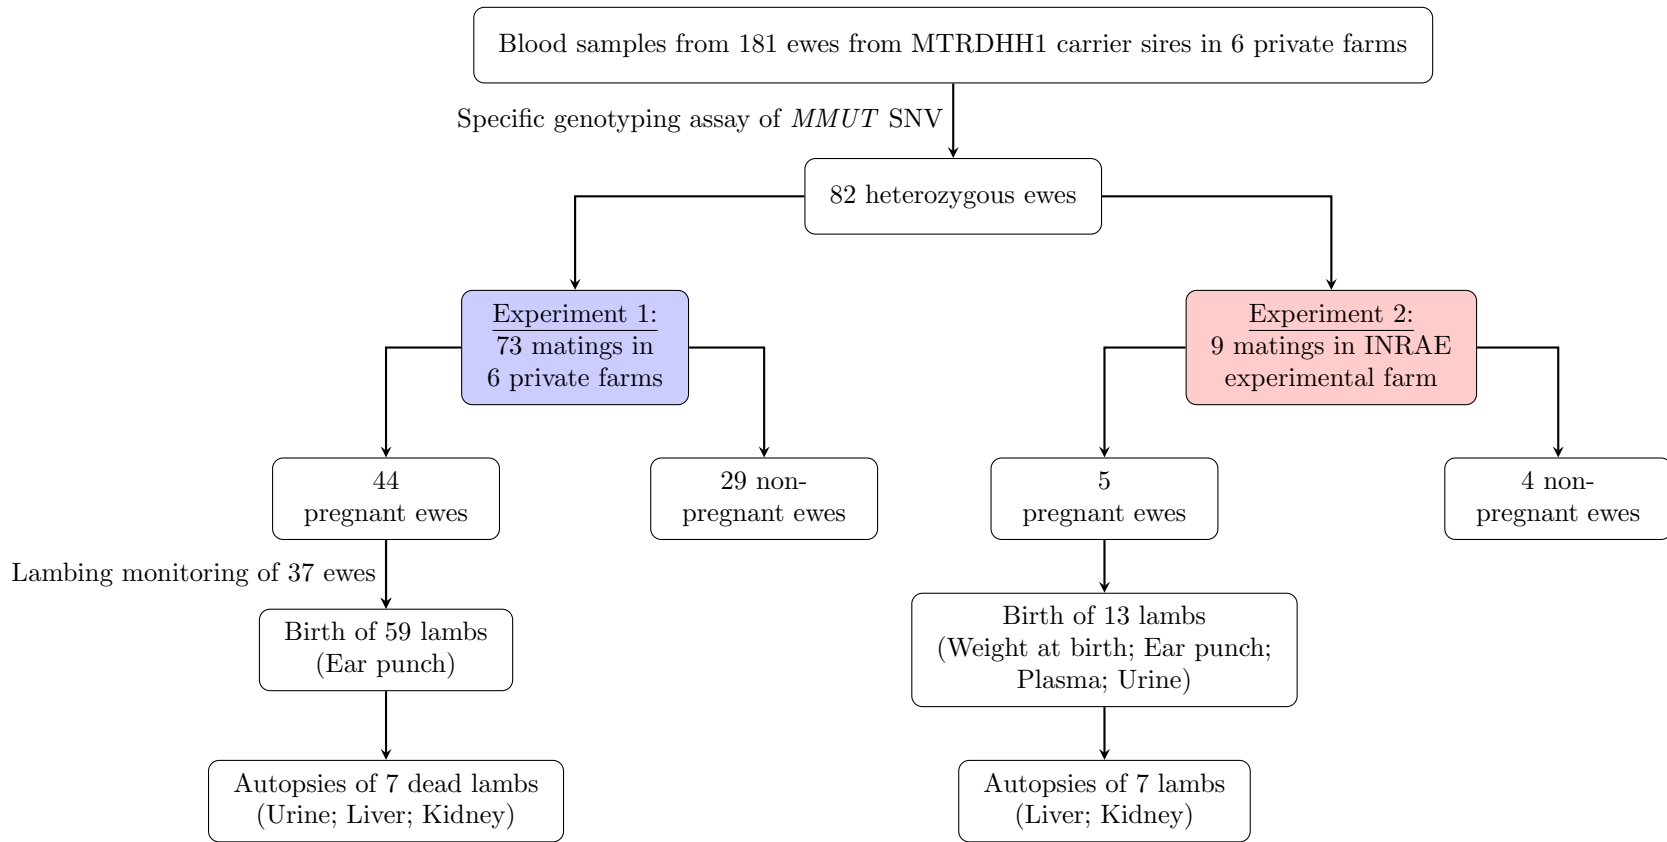 Blood samples from 181 ewes from MTRDHH1 carrier sires in 6 private farms
Specific genotyping assay of MMUT SNV
82 heterozygous ewes
Experiment 1:
73 matings in
6 private farms
Experiment 2:
9 matings in INRAE
experimental farm
44
pregnant ewes
29 non-
pregnant ewes
5
pregnant ewes
4 non-
pregnant ewes
Lambing monitoring of 37 ewes
Birth of 59 lambs
(Ear punch)
Birth of 13 lambs
(Weight at birth; Ear punch;
Plasma; Urine)
Autopsies of 7 dead lambs
(Urine; Liver; Kidney)
Autopsies of 7 lambs
(Liver; Kidney)